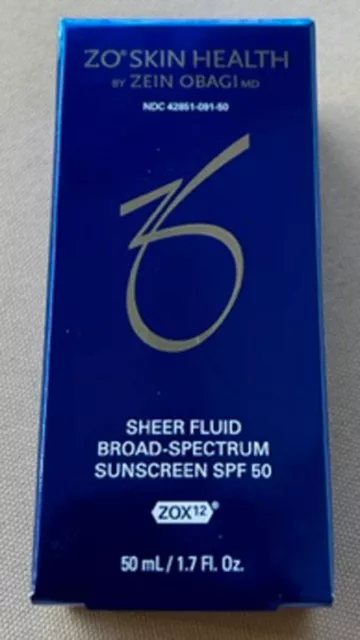 ZO® SKIN HEALTH
BY ZEIN OBAGI MD
NDC 42851-091-50
SHEER FLUID
BROAD-SPECTRUM
SUNSCREEN SPF 50
ZOX12®
50 mL / 1.7 Fl. Oz.